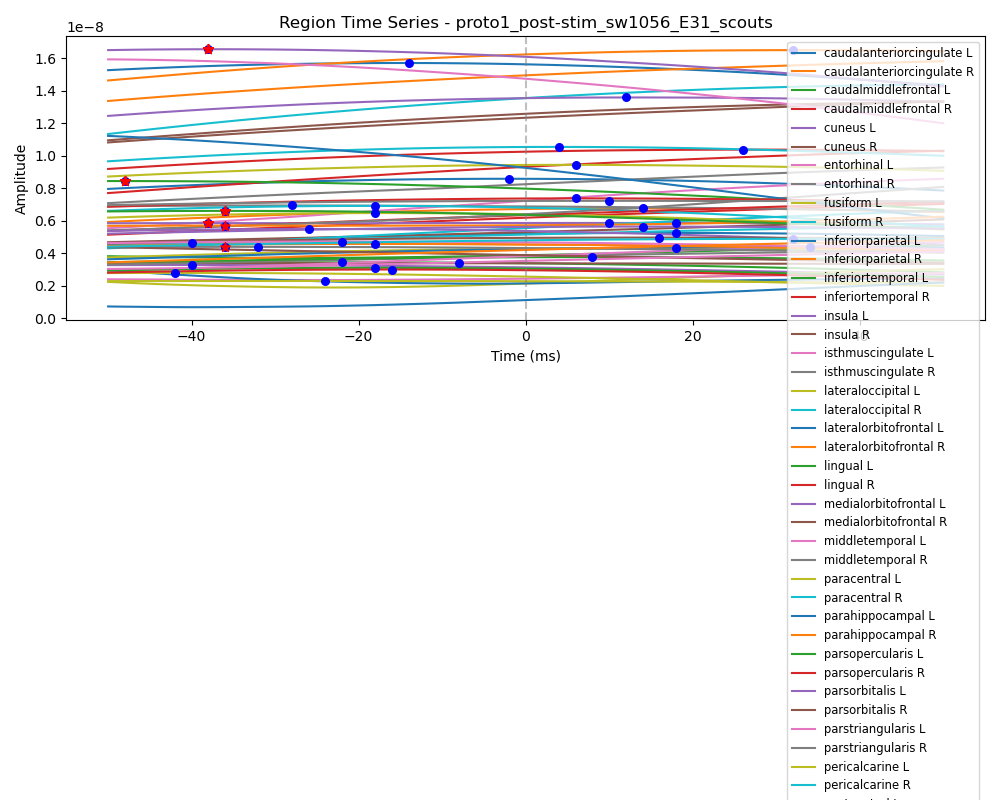 Region Time Series - proto1_post-stim_sw1056_E31_scouts
1e−8
1.6
1.4
1.2
1.0
0.8
0.6
0.4
0.2
0.0
Amplitude
−40
−20
0
20
Time (ms)
caudalanteriorcingulate L
caudalanteriorcingulate R
caudalmiddlefrontal L
caudalmiddlefrontal R
cuneus L
cuneus R
entorhinal L
entorhinal R
fusiform L
fusiform R
inferiorparietal L
inferiorparietal R
inferiortemporal L
inferiortemporal R
insula L
insula R
isthmuscingulate L
isthmuscingulate R
lateraloccipital L
lateraloccipital R
lateralorbitofrontal L
lateralorbitofrontal R
lingual L
lingual R
medialorbitofrontal L
medialorbitofrontal R
middletemporal L
middletemporal R
paracentral L
paracentral R
parahippocampal L
parahippocampal R
parsopercularis L
parsopercularis R
parsorbitalis L
parsorbitalis R
parstriangularis L
parstriangularis R
pericalcarine L
pericalcarine R